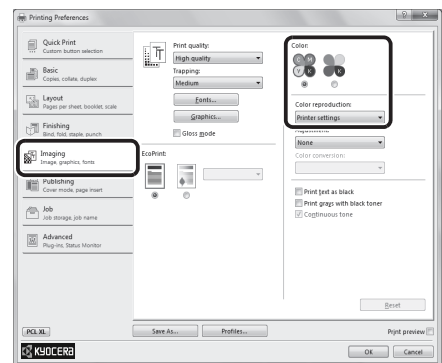 Printing Preferences
Quick Print
Custom button selection
Basic
Copies, collate, duplex
Layout
Pages per sheet, booklet, scale
Finishing
Bind, fold, staple, punch
Imaging
Image, graphics, fonts
Publishing
Cover mode, page insert
Job
Job storage, job name
Advanced
Plug-ins, Status Monitor
Print quality:
High quality
Trapping:
Medium
Fonts...
Graphics...
Gloss mode
EcoPrint:
Color:
C M
Y K
K
Color reproduction:
Printer settings
Adjustment:
None
Color conversion:
Print text as black
Print grays with black toner
Continuous tone
Reset
PCL XL
Save As...
Profiles...
Print preview
KYOCERA
OK
Cancel